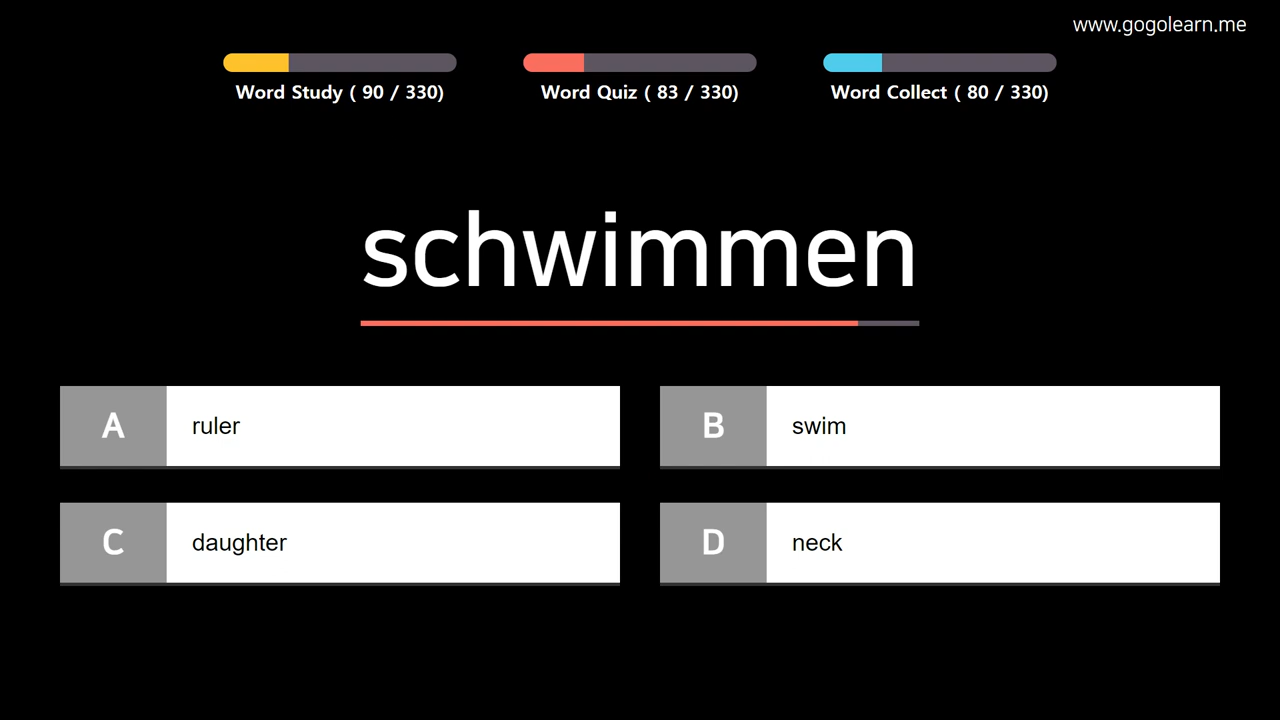 www.gogolearn.me
Word Study ( 90 / 330)
Word Quiz ( 83 / 330)
Word Collect ( 80 / 330)
schwimmen
A ruler
B swim
C daughter
D neck